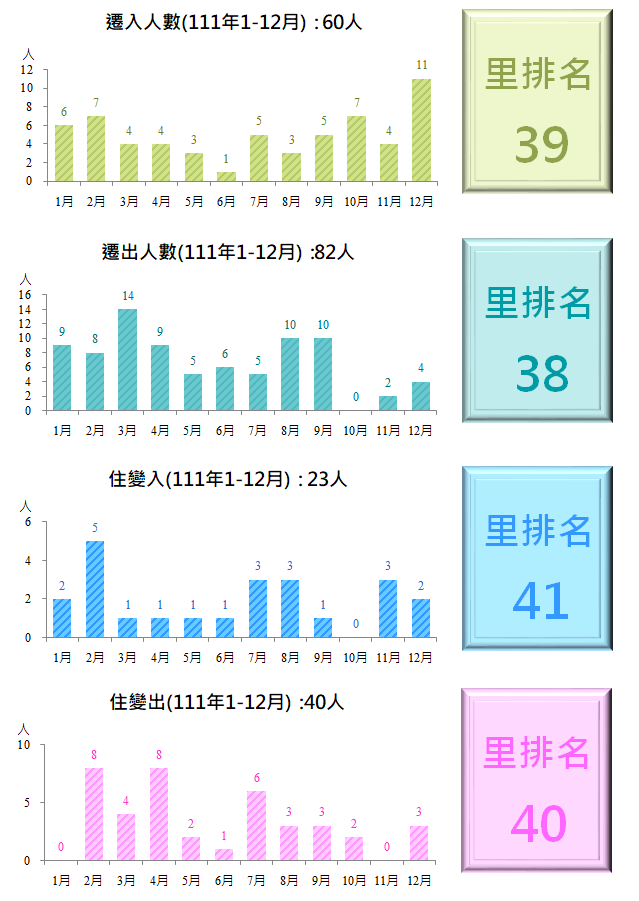 遷入人數(111年1-12月) : 60人
里排名
39
人
12
10
8
6
4
2
0
6 7 4 4 3 1 5 3 5 7 4 11
1月 2月 3月 4月 5月 6月 7月 8月 9月 10月 11月 12月
遷出人數(111年1-12月) :82人
里排名
38
人
16
14
12
10
8
6
4
2
0
9 8 14 9 5 6 5 10 10 0 2 4
1月 2月 3月 4月 5月 6月 7月 8月 9月 10月 11月 12月
住變入(111年1-12月) : 23人
里排名
41
人
6
4
2
0
2 5 1 1 1 1 3 3 1 0 3 2
1月 2月 3月 4月 5月 6月 7月 8月 9月 10月 11月 12月
住變出(111年1-12月) :40人
里排名
40
人
10
5
0
0 8 4 8 2 1 6 3 3 2 0 3
1月 2月 3月 4月 5月 6月 7月 8月 9月 10月 11月 12月